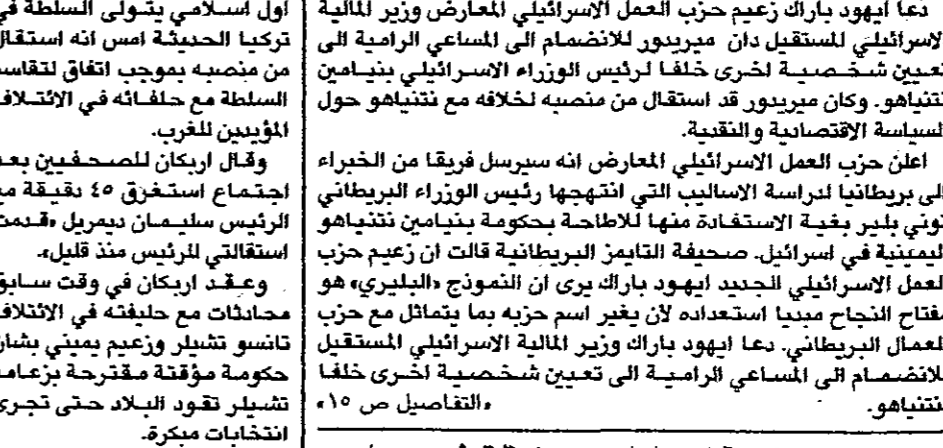 دعا ايهود باراك زعيم حزب العمل الاسرائيلي المعارض وزير المالية
الاسرائيلي المستقيل دان ميريدور للانضمام الى المساعي الرامية الى
تعيين شخصية اخرى خلفا لرئيس الوزراء الاسرائيلي بنيامين
نتنياهو. وكان ميريدور قد استقال من منصبه لخلافه مع نتنياهو حول
السياسة الاقتصادية والنقدية.
اعلن حزب العمل الاسرائيلي المعارض انه سيرسل فريقا من الخبراء
الى بريطانيا لدراسة الاساليب التي انتهجها رئيس الوزراء البريطاني
توني بلير بغية الاستفادة منها للاطاحة بحكومة بنيامين نتنياهو
اليمينية في اسرائيل. صحيفة التايمز البريطانية قالت ان زعيم حزب
العمل الاسرائيلي الجديد ايهود باراك يرى ان النموذج «البليري» هو
مفتاح النجاح مبديا استعداده لان يغير اسم حزبه بما يتماثل مع حزب
العمال البريطاني. دعا ايهود باراك وزير المالية الاسرائيلي المستقيل
للانضمام الى المساعي الرامية الى تعيين شخصية اخرى خلفا
لنتنياهو. «التفاصيل ص ١٥»
اول اسلامي يتولى السلطة في
تركيا الحديثة امس انه استقال
من منصبه بموجب اتفاق لتقاسم
السلطة مع حلفائه في الائتلاف
المؤيدين للغرب.
وقال اربكان للصحفيين بعد
اجتماع استغرق ٤٥ دقيقة مع
الرئيس سليمان ديمريل «قدمت
استقالتي للرئيس منذ قليل».
وعقد اربكان في وقت سابق
محادثات مع حليفته في الائتلاف
تانسو تشيلر وزعيم يميني بشان
حكومة مؤقتة مقترحة بزعامة
تشيلر تقود البلاد حتى تجرى
انتخابات مبكرة.